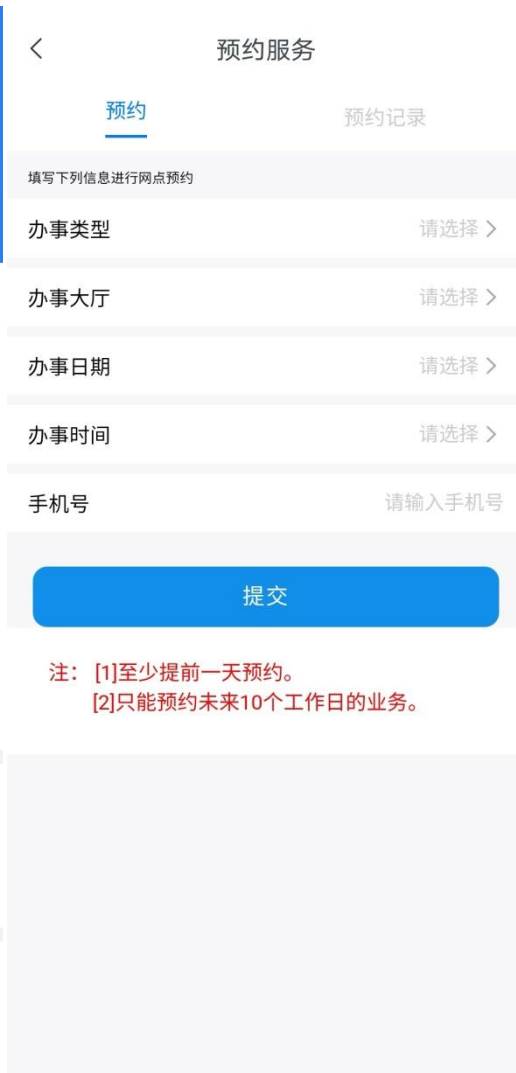 预约服务
预约
预约记录
填写下列信息进行网点预约
办事类型 请选择
办事大厅 请选择
办事日期 请选择
办事时间 请选择
手机号 请输入手机号
提交
注： [1]至少提前一天预约。
[2]只能预约未来10个工作日的业务。